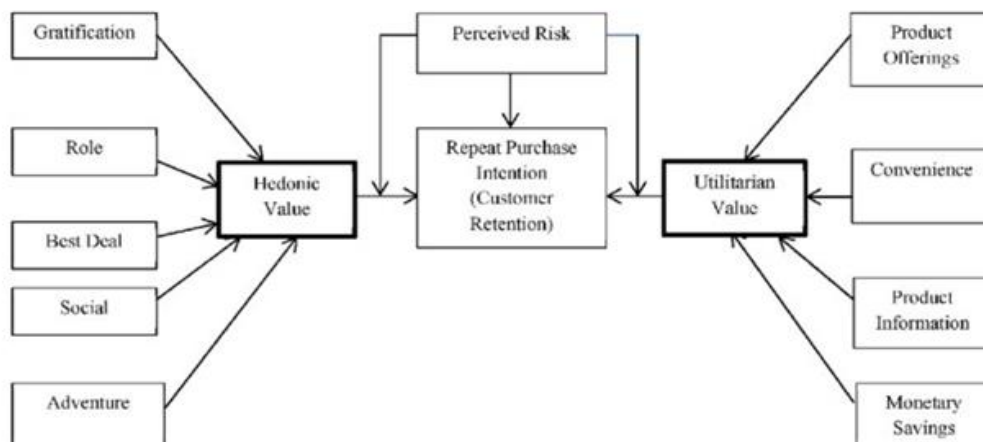 Gratification
Role
Best Deal
Social
Adventure
Hedonic
Value
Perceived Risk
Repeat Purchase
Intention
(Customer
Retention)
Utilitarian
Value
Product
Offerings
Convenience
Product
Information
Monetary
Savings